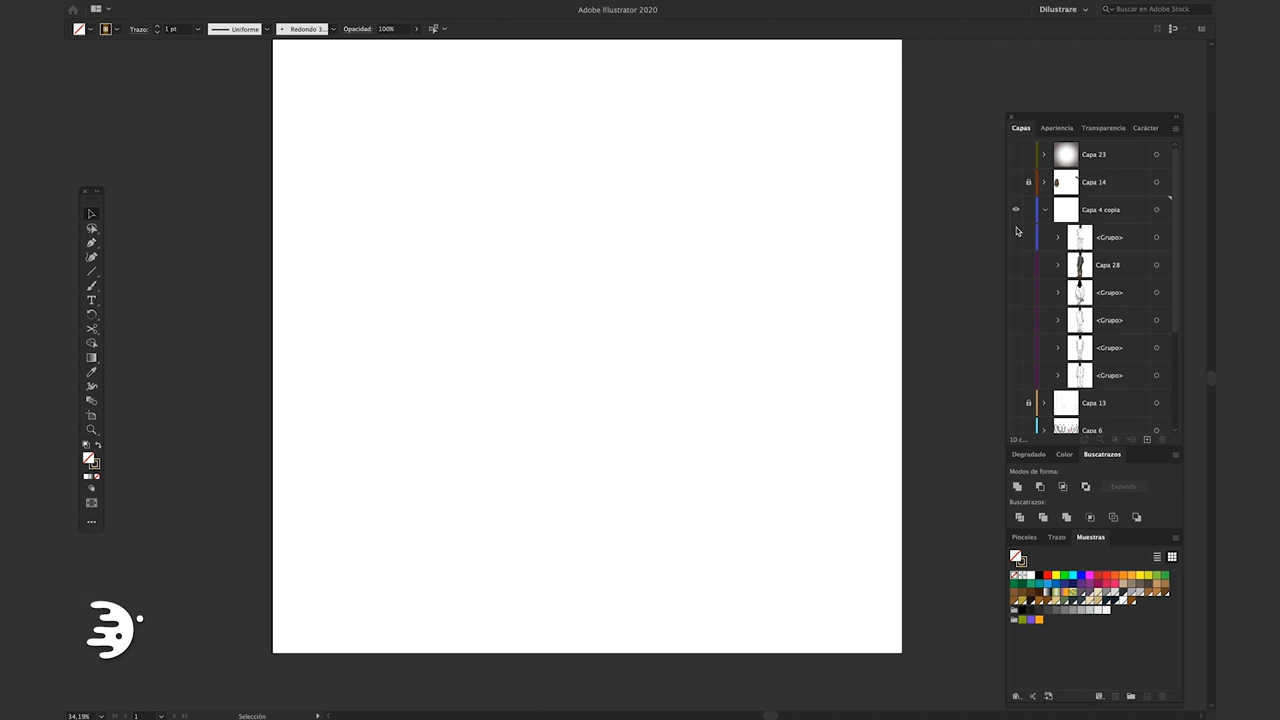 Adobe Illustrator 2020
Dilustrare
Buscar en Adobe Stock
Trazo:
1 pt
Uniforme
Redondo 3...
Opacidad:
100%
Capas
Apariencia
Transparencia
Carácter
Capa 23
Capa 14
Capa 4 copia
<Grupo>
Capa 28
<Grupo>
<Grupo>
<Grupo>
<Grupo>
Capa 13
Capa 6
10 c...
Degradado
Color
Buscatrazos
Modos de forma:
Expandir
Buscatrazos:
Pinceles
Trazo
Muestras
34,19%
1
Selección